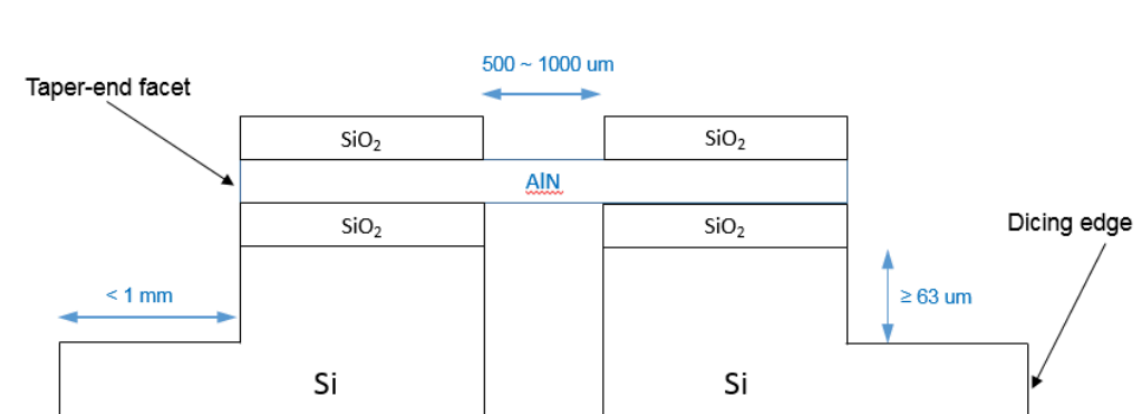 500 ~ 1000 um
Taper-end facet
SiO₂
SiO₂
AlN
SiO₂
SiO₂
Dicing edge
< 1 mm
≥ 63 um
Si
Si